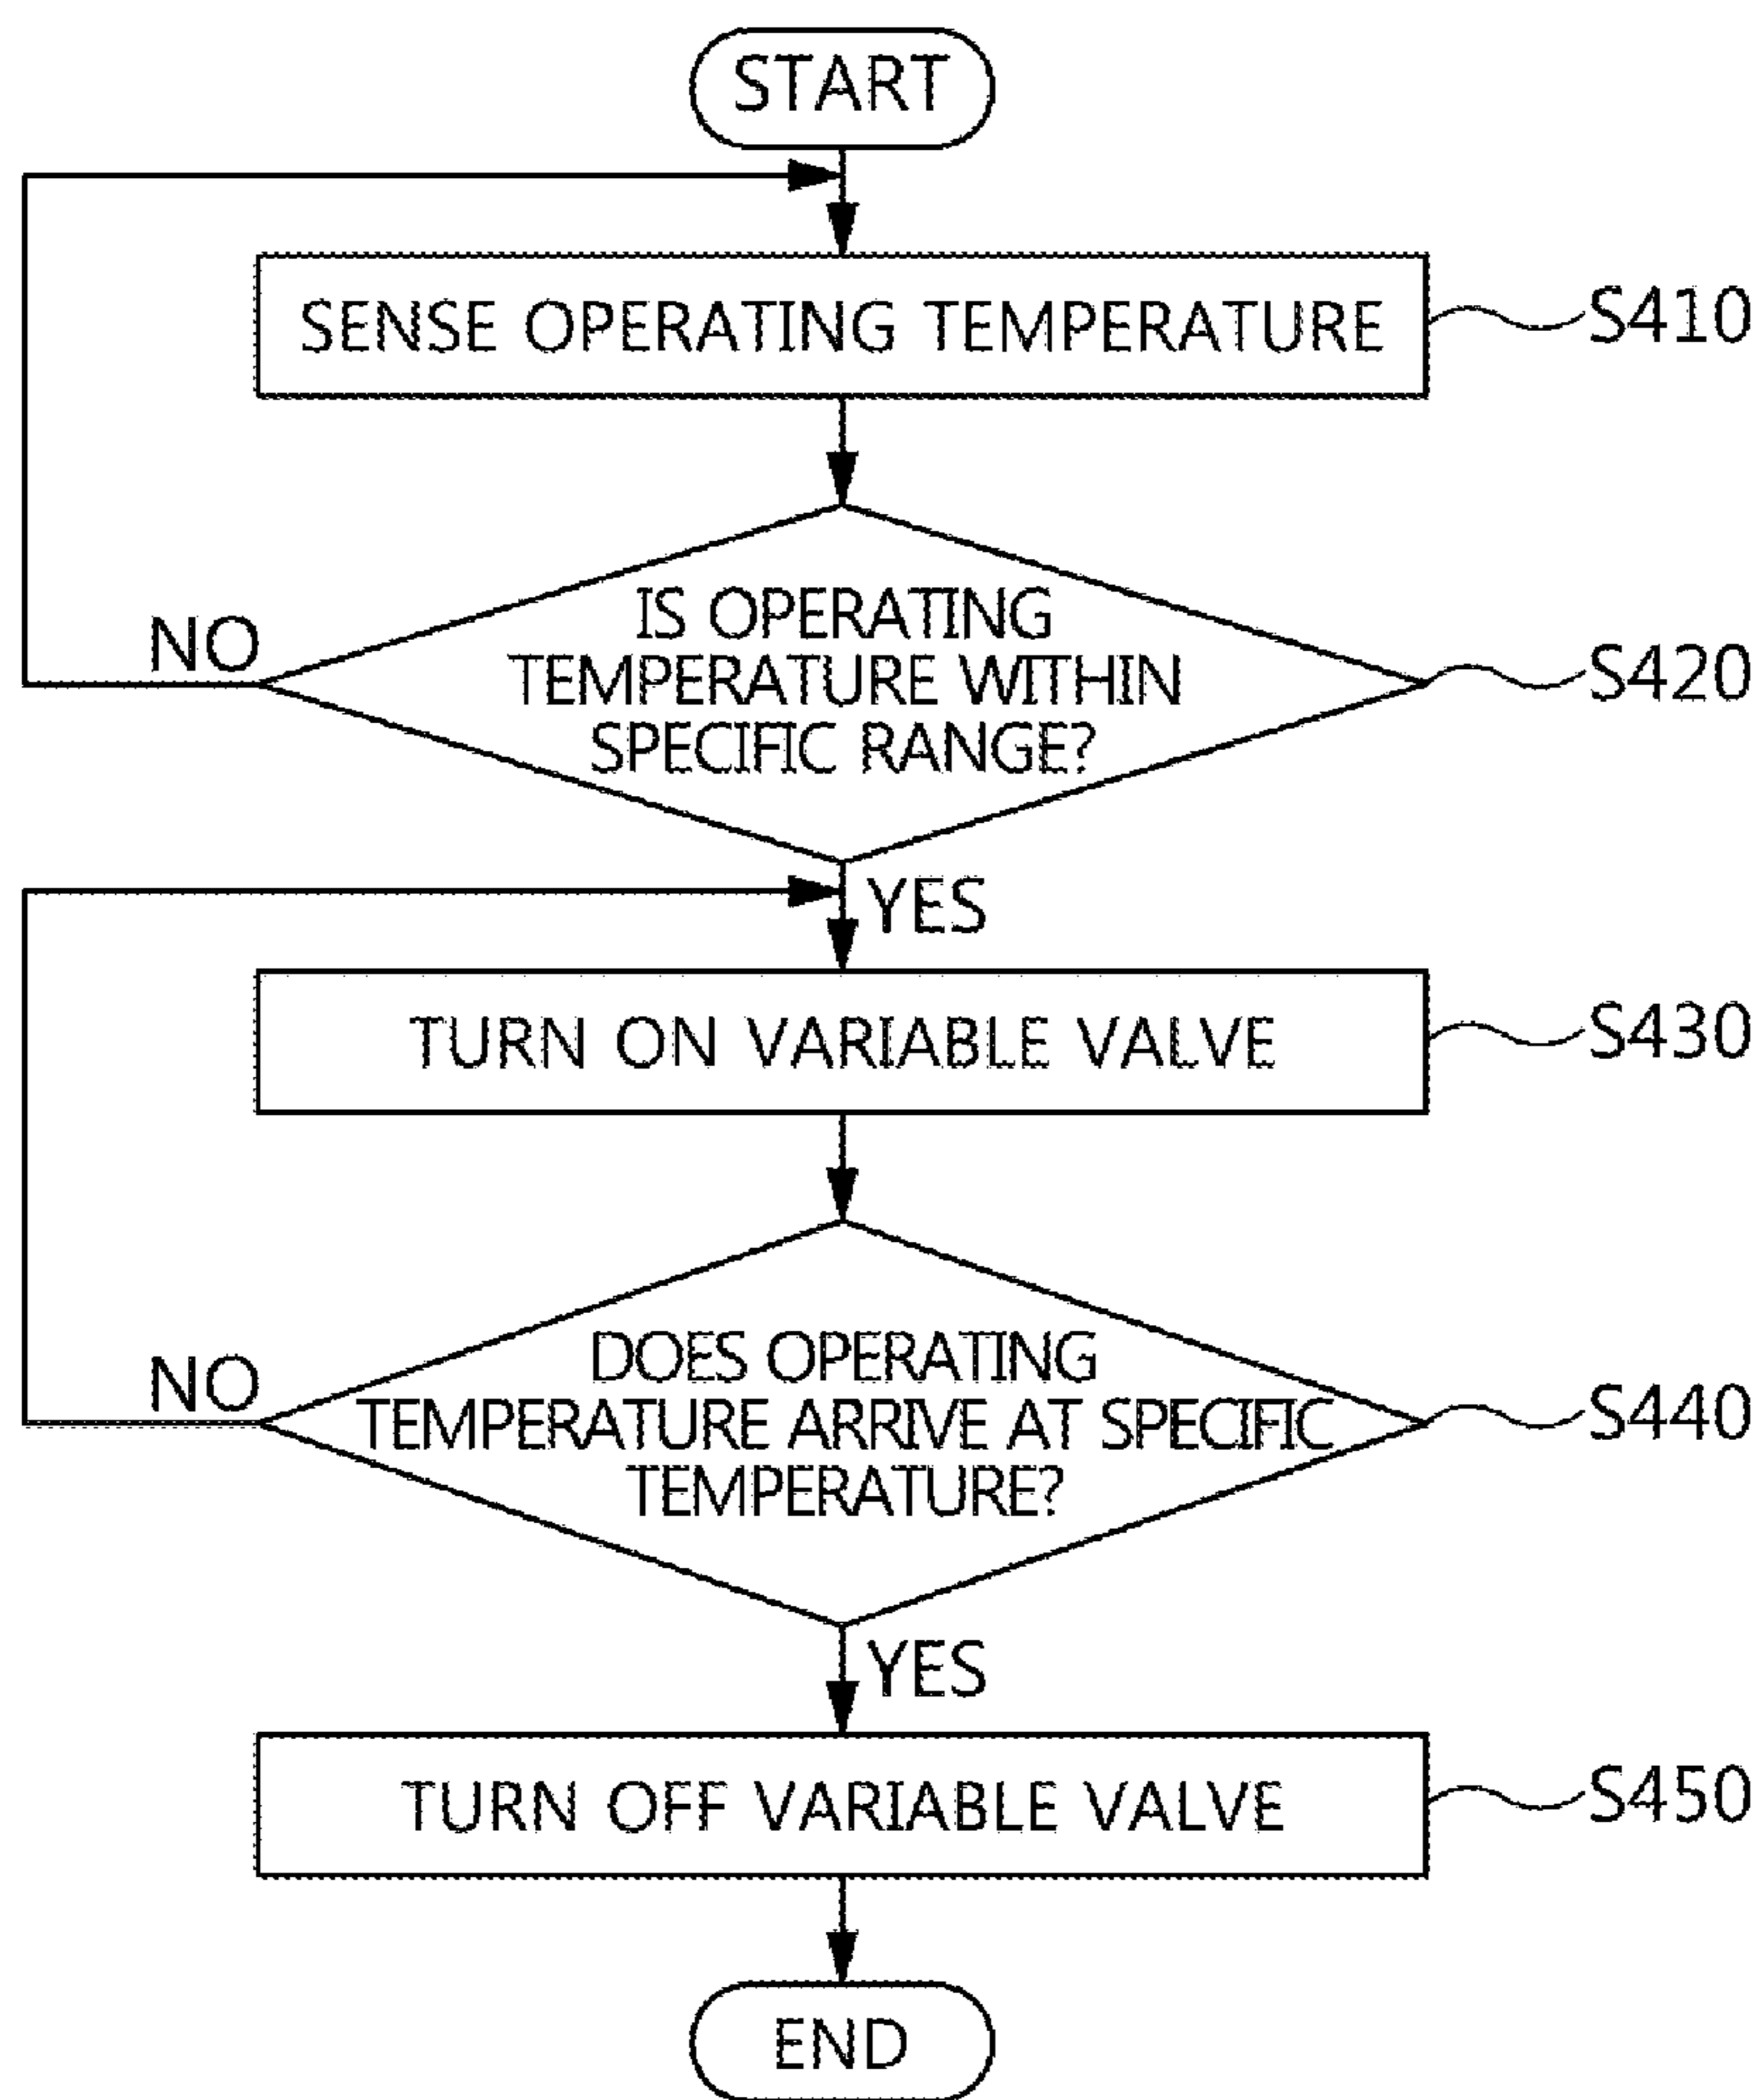 START
SENSE OPERATING TEMPERATURE
S410
IS OPERATING
TEMPERATURE WITHIN
SPECIFIC RANGE?
NO
S420
YES
TURN ON VARIABLE VALVE
S430
DOES OPERATING
TEMPERATURE ARRIVE AT SPECIFIC
TEMPERATURE?
NO
S440
YES
TURN OFF VARIABLE VALVE
S450
END